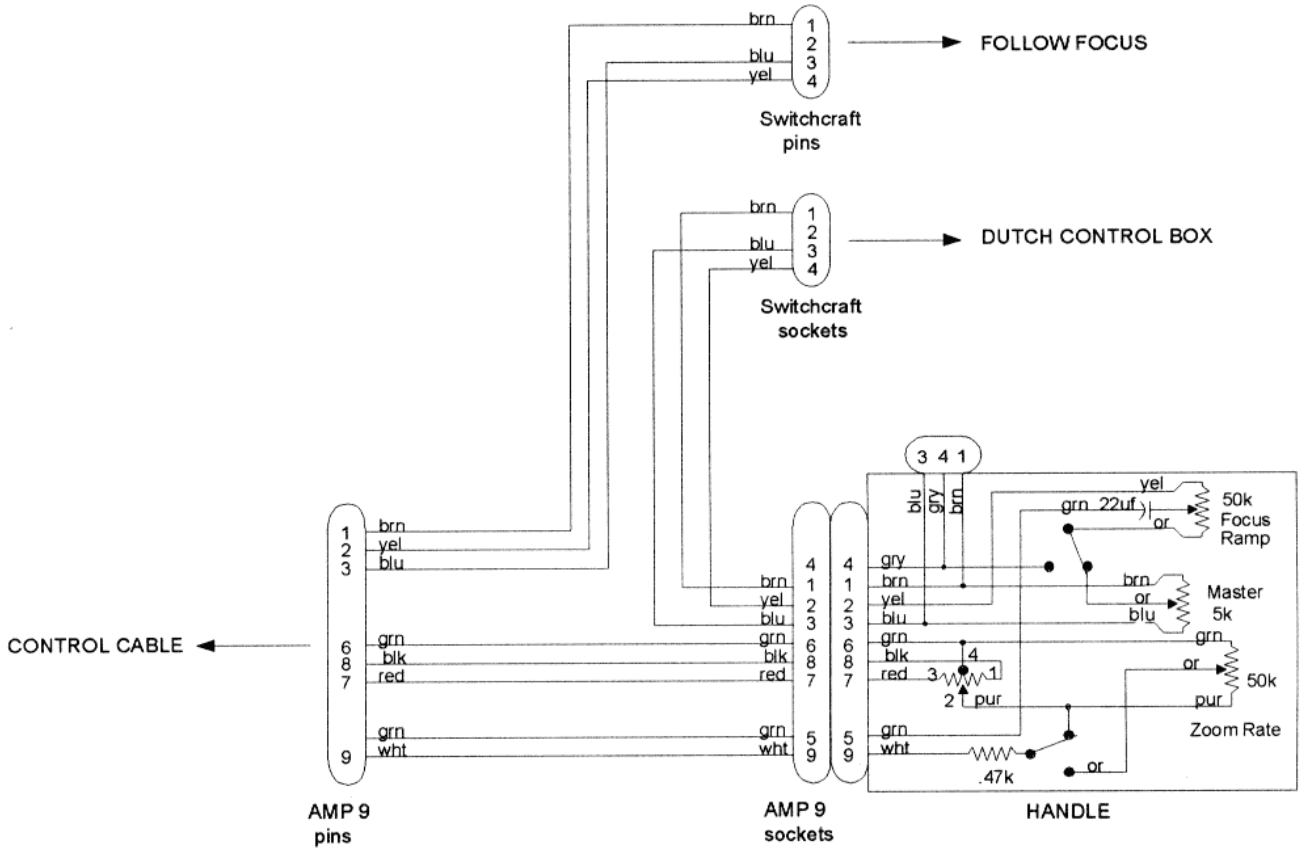 brn 1
2
blu 3
yel 4
FOLLOW FOCUS
Switchcraft
pins
brn 1
2
blu 3
yel 4
DUTCH CONTROL BOX
Switchcraft
sockets
3 4 1
blu gry brn
yel
50k
Focus
Ramp
grn 22uf
or
1 brn
2 yel
3 blu
4 4 gry
brn 1 1 brn
yel 2 2 yel
blu 3 3 blu
brn
or
blu
Master
5k
CONTROL CABLE
6 grn
8 blk
7 red
grn 6 6 grn
blk 8 8 blk
red 7 7 red
4
3 1
2 pur
grn
or
50k
pur
Zoom Rate
grn
9 wht
grn 5 5 grn
wht 9 9 wht
.47k
or
AMP 9
pins
AMP 9
sockets
HANDLE